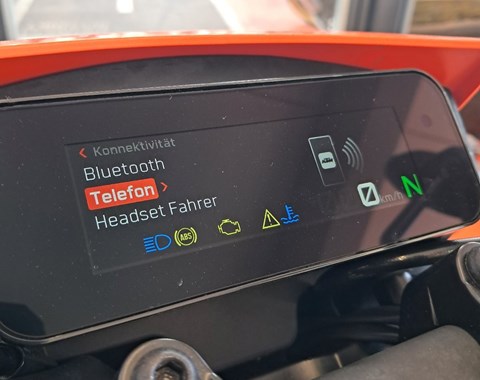 < Konnektivität
Bluetooth
Telefon >
Headset Fahrer
ABS
0 km/h N